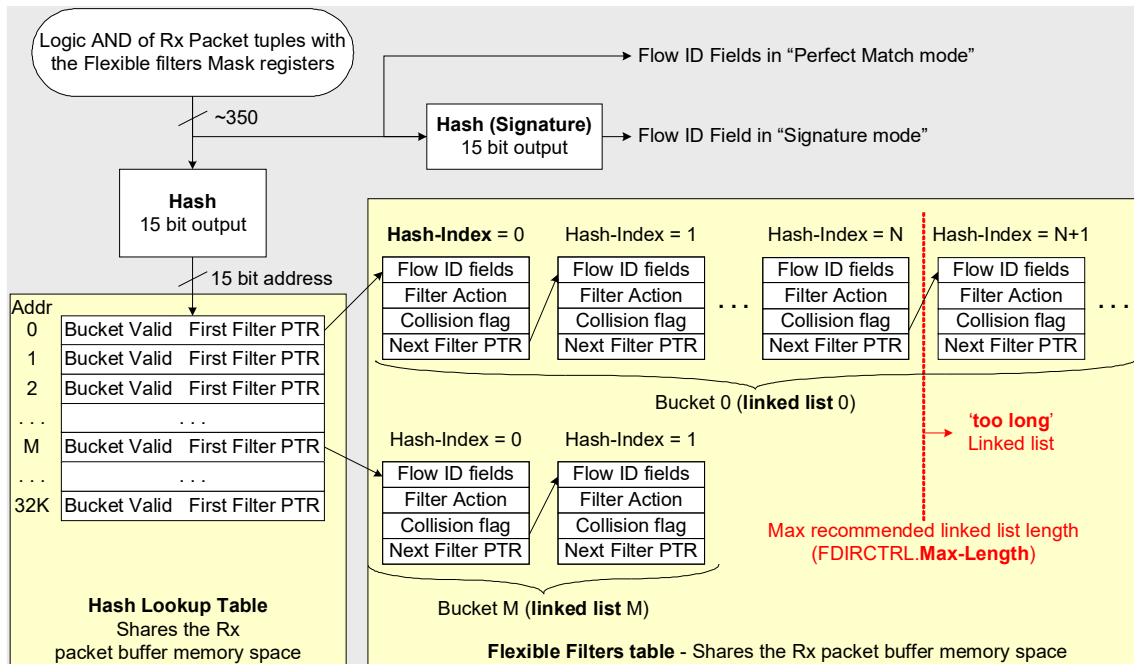 Logic AND of Rx Packet tuples with
the Flexible filters Mask registers
Flow ID Fields in “Perfect Match mode”
~350
Hash (Signature)
15 bit output
Flow ID Field in “Signature mode”
Hash
15 bit output
15 bit address
Addr
0 Bucket Valid First Filter PTR
1 Bucket Valid First Filter PTR
2 Bucket Valid First Filter PTR
. . . . . .
M Bucket Valid First Filter PTR
. . . . . .
32K Bucket Valid First Filter PTR
Hash Lookup Table
Shares the Rx
packet buffer memory space
Hash-Index = 0
Flow ID fields
Filter Action
Collision flag
Next Filter PTR
Hash-Index = 1
Flow ID fields
Filter Action
Collision flag
Next Filter PTR
. . .
Hash-Index = N
Flow ID fields
Filter Action
Collision flag
Next Filter PTR
Hash-Index = N+1
Flow ID fields
Filter Action
Collision flag
Next Filter PTR
. . .
Bucket 0 (linked list 0)
‘too long’
Linked list
Hash-Index = 0
Flow ID fields
Filter Action
Collision flag
Next Filter PTR
Hash-Index = 1
Flow ID fields
Filter Action
Collision flag
Next Filter PTR
Max recommended linked list length
(FDIRCTRL.Max-Length)
Bucket M (linked list M)
Flexible Filters table - Shares the Rx packet buffer memory space